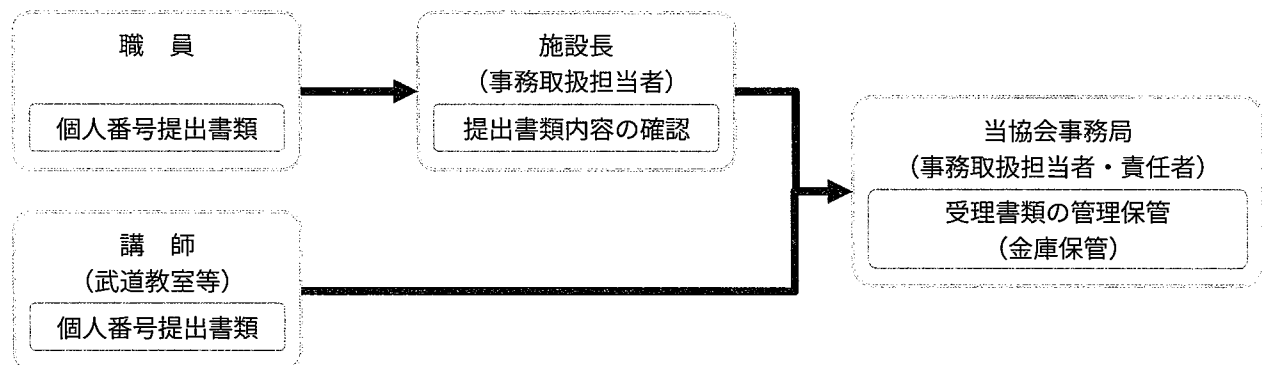 職　員
個人番号提出書類
施設長
（事務取扱担当者）
提出書類内容の確認
講　師
（武道教室等）
個人番号提出書類
当協会事務局
（事務取扱担当者・責任者）
受理書類の管理保管
（金庫保管）